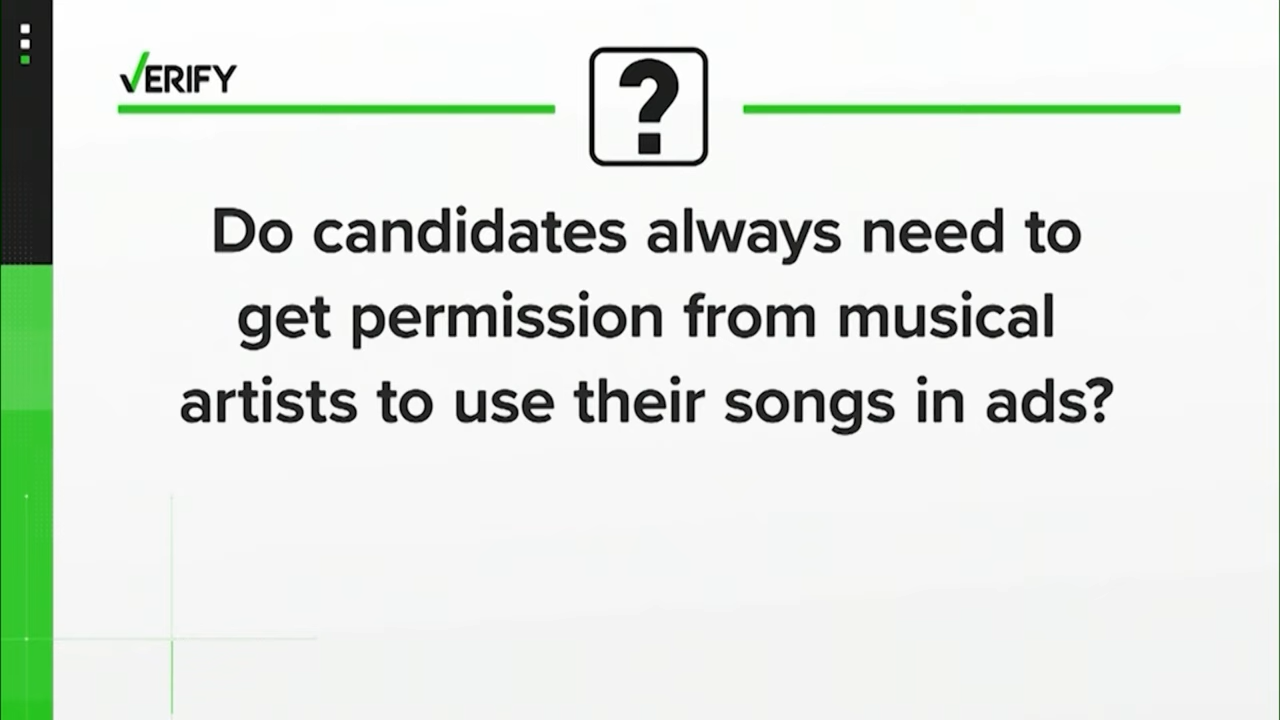 VERIFY
?
Do candidates always need to
get permission from musical
artists to use their songs in ads?